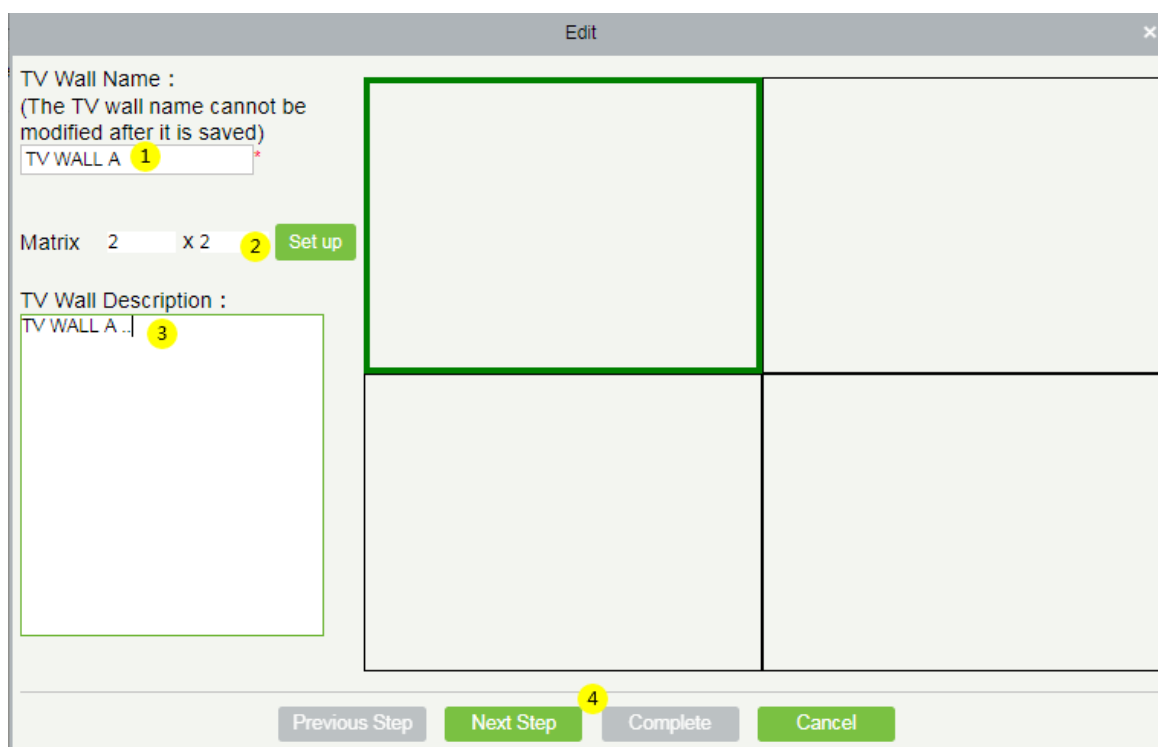 Edit ×
TV Wall Name :
(The TV wall name cannot be
modified after it is saved)
TV WALL A 1 *
Matrix 2 X 2 2 Set up
TV Wall Description :
TV WALL A .. 3
4
Previous Step Next Step Complete Cancel